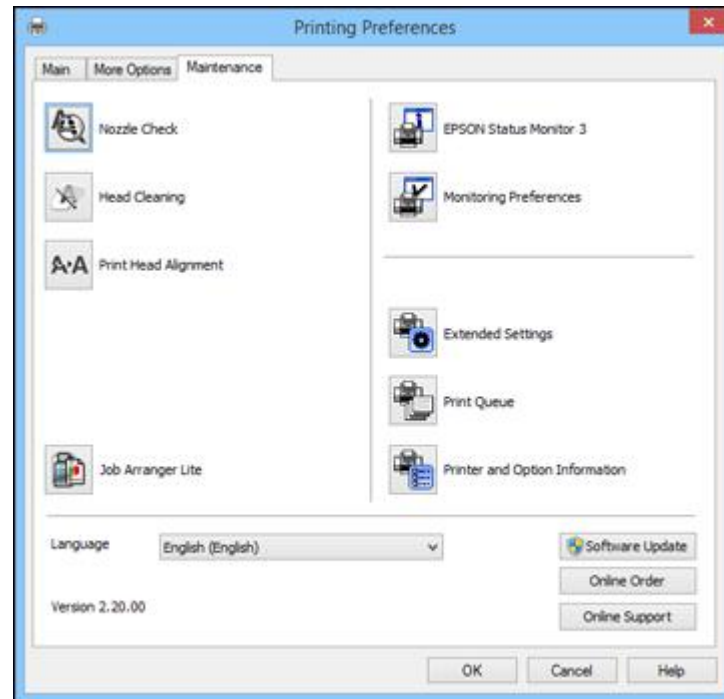 Printing Preferences
Main More Options Maintenance
Nozzle Check
Head Cleaning
A·A Print Head Alignment
Job Arranger Lite
EPSON Status Monitor 3
Monitoring Preferences
Extended Settings
Print Queue
Printer and Option Information
Language English (English)
Version 2.20.00
Software Update
Online Order
Online Support
OK Cancel Help